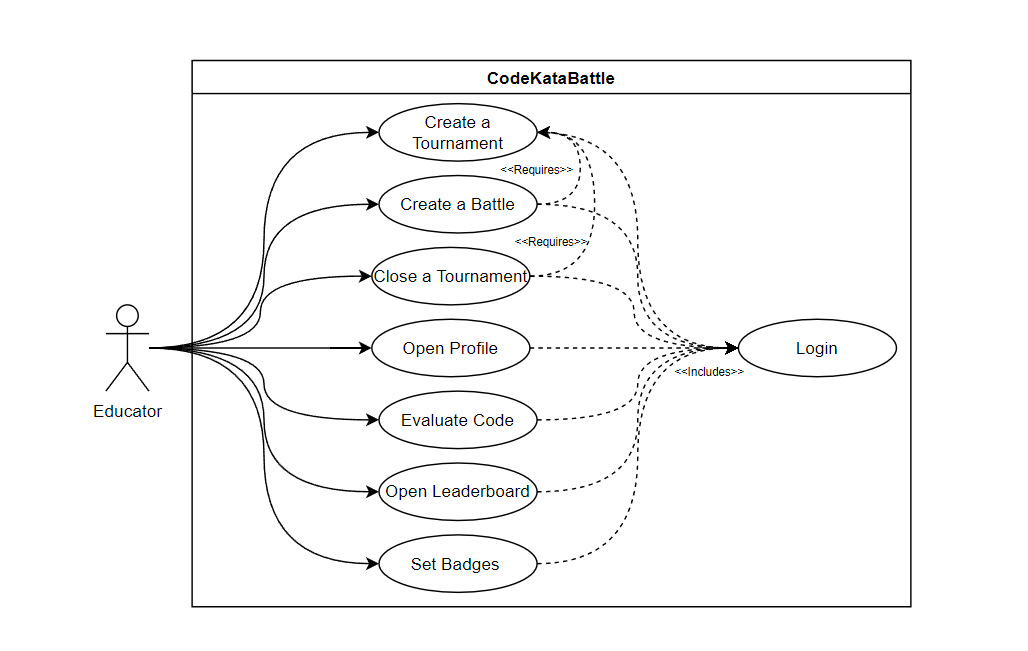 CodeKataBattle
Create a
Tournament
<<Requires>>
Create a Battle
<<Requires>>
Close a Tournament
Open Profile
Login
<<Includes>>
Educator
Evaluate Code
Open Leaderboard
Set Badges